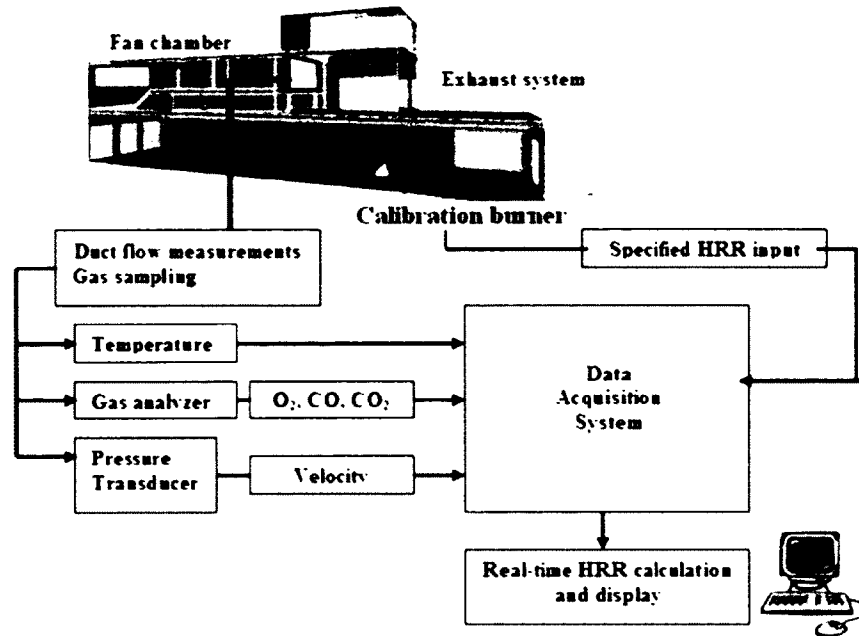 Fan chamber
Exhaust system
Calibration burner
Duct flow measurements
Gas sampling
Specified HRR input
Temperature
Gas analyzer
O₂, CO, CO₂
Pressure
Transducer
Velocity
Data
Acquisition
System
Real-time HRR calculation
and display